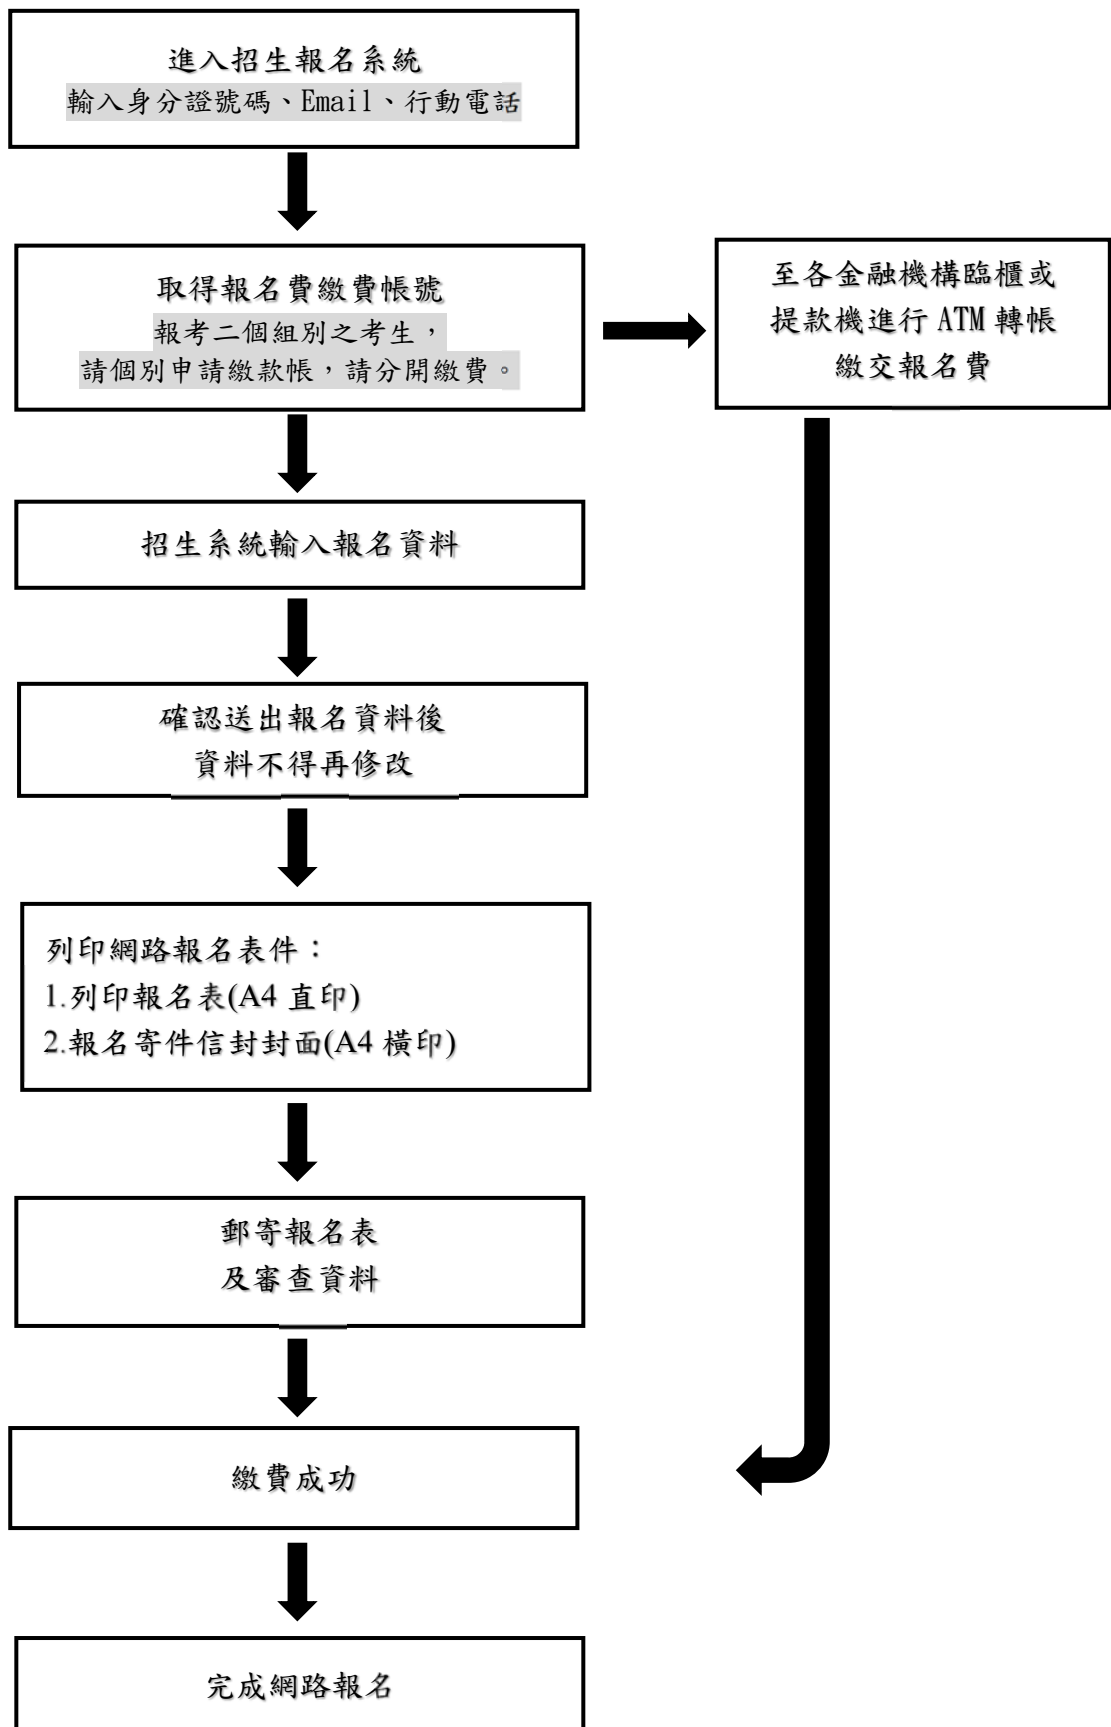 進入招生報名系統
輸入身分證號碼、Email、行動電話
取得報名費繳費帳號
報考二個組別之考生，
請個別申請繳款帳，請分開繳費。
至各金融機構臨櫃或
提款機進行 ATM 轉帳
繳交報名費
招生系統輸入報名資料
確認送出報名資料後
資料不得再修改
列印網路報名表件：
1.列印報名表(A4 直印)
2.報名寄件信封封面(A4 橫印)
郵寄報名表
及審查資料
繳費成功
完成網路報名